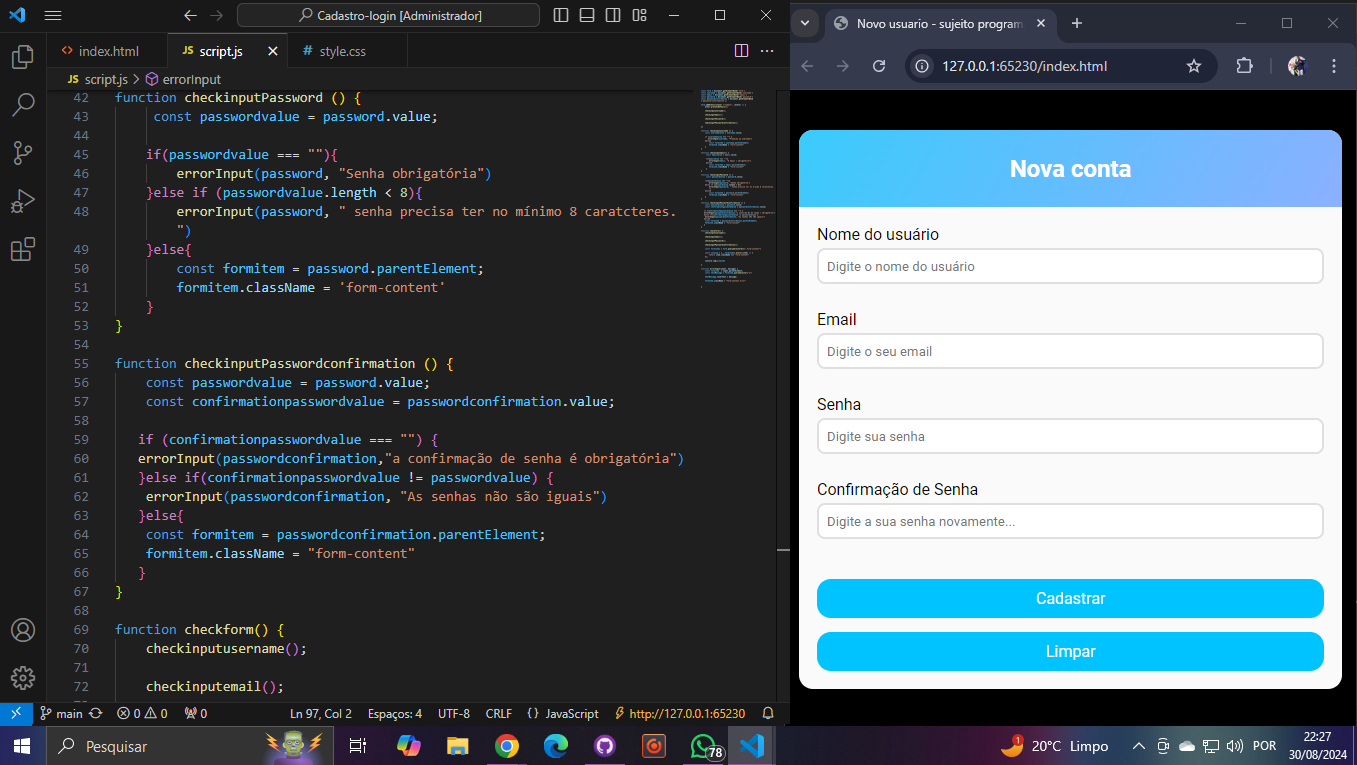 Cadastro-login [Administrador]
index.html
JS script.js
# style.css
JS script.js > errorInput
42 function checkinputPassword () {
43 const passwordvalue = password.value;
44
45 if(passwordvalue === ""){
46 errorInput(password, "Senha obrigatória")
47 }else if (passwordvalue.length < 8){
48 errorInput(password, " senha precisa ter no mínimo 8 caratcteres.
")
49 }else{
50 const formitem = password.parentElement;
51 formitem.className = 'form-content'
52 }
53 }
54
55 function checkinputPasswordconfirmation () {
56 const passwordvalue = password.value;
57 const confirmationpasswordvalue = passwordconfirmation.value;
58
59 if (confirmationpasswordvalue === "") {
60 errorInput(passwordconfirmation,"a confirmação de senha é obrigatória")
61 }else if(confirmationpasswordvalue != passwordvalue) {
62 errorInput(passwordconfirmation, "As senhas não são iguais")
63 }else{
64 const formitem = passwordconfirmation.parentElement;
65 formitem.className = "form-content"
66 }
67 }
68
69 function checkform() {
70 checkinputusername();
71
72 checkinputemail();
main
0 0
0
Ln 97, Col 2
Espaços: 4
UTF-8
CRLF
{} JavaScript
http://127.0.0.1:65230
Novo usuario - sujeito program
127.0.0.1:65230/index.html
Nova conta
Nome do usuário
Digite o nome do usuário
Email
Digite o seu email
Senha
Digite sua senha
Confirmação de Senha
Digite a sua senha novamente...
Cadastrar
Limpar
Pesquisar
78
1
20°C Limpo
POR
22:27
30/08/2024